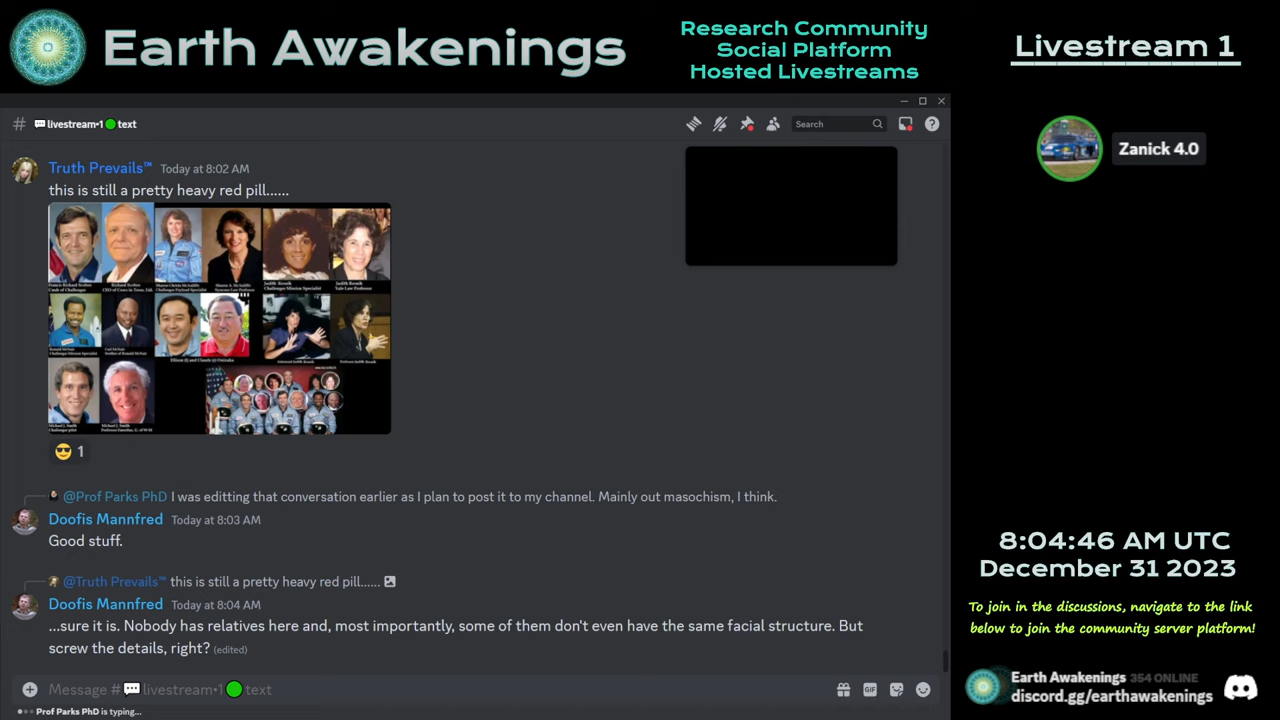 Earth Awakenings
Research Community
Social Platform
Hosted Livestreams
Livestream 1
# livestream•1 text
Search
Zanick 4.0
Truth Prevails™ Today at 8:02 AM
this is still a pretty heavy red pill......
1
@Prof Parks PhD I was editting that conversation earlier as I plan to post it to my channel. Mainly out masochism, I think.
Doofis Mannfred Today at 8:03 AM
Good stuff.
@Truth Prevails™ this is still a pretty heavy red pill......
Doofis Mannfred Today at 8:04 AM
...sure it is. Nobody has relatives here and, most importantly, some of them don't even have the same facial structure. But
screw the details, right? (edited)
Message # livestream•1 text
GIF
Prof Parks PhD is typing...
8:04:46 AM UTC
December 31 2023
To join in the discussions, navigate to the link
below to join the community server platform!
Earth Awakenings 354 ONLINE
discord.gg/earthawakenings